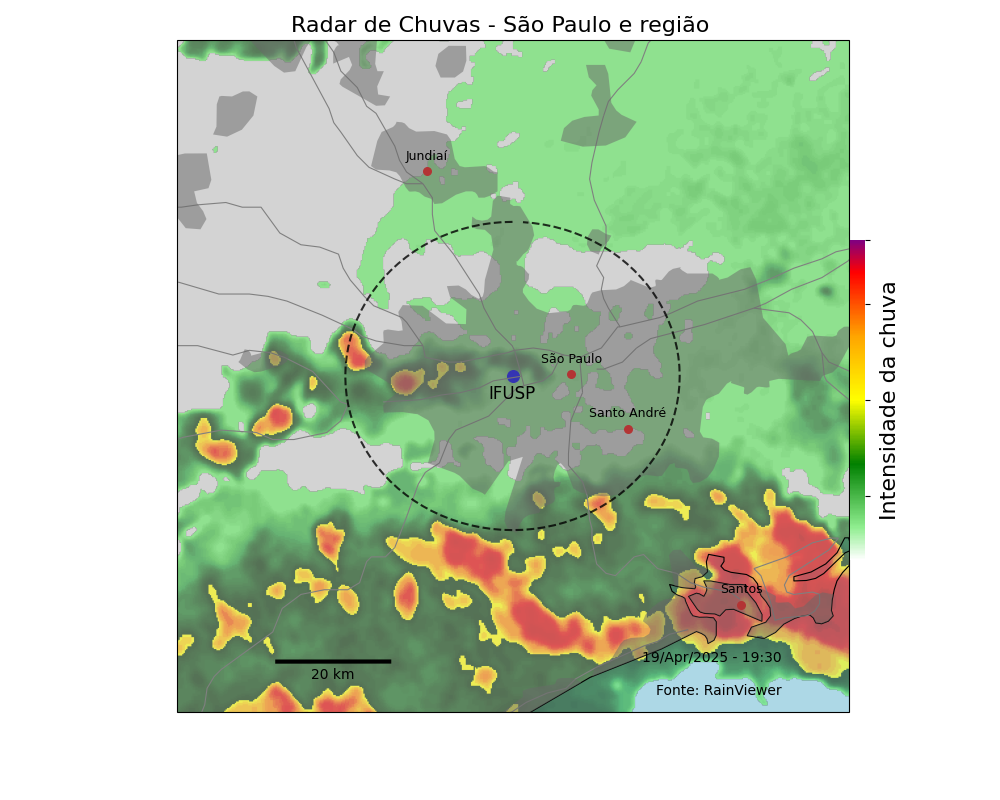 Radar de Chuvas - São Paulo e região
Jundiaí
São Paulo
IFUSP
Santo André
Santos
19/Apr/2025 - 19:30
20 km
Fonte: RainViewer
Intensidade da chuva